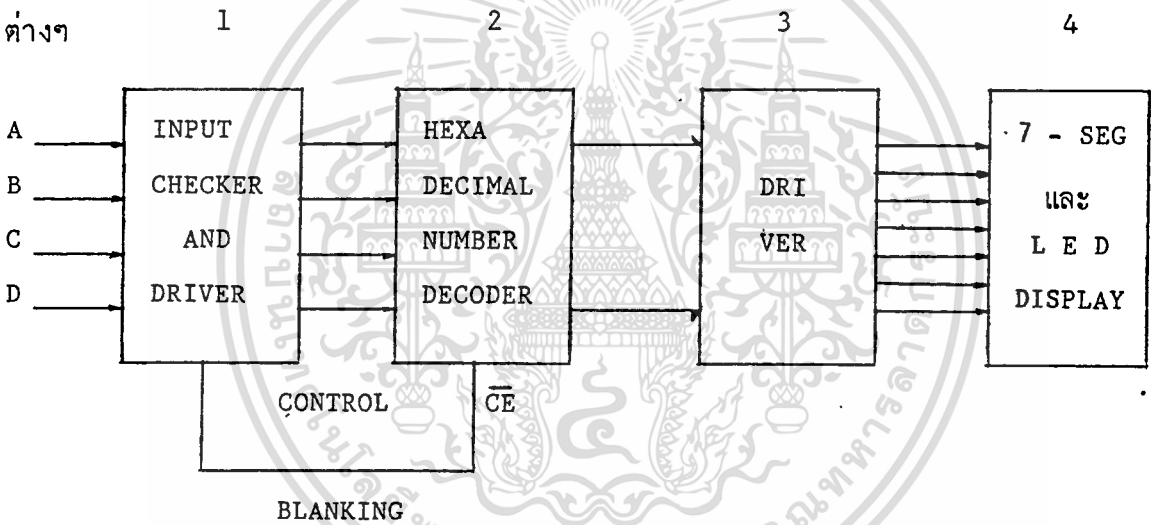 ต่างๆ
1 2 3 4
A
B
C
D
INPUT
CHECKER
AND
DRIVER
HEXA
DECIMAL
NUMBER
DECODER
DRI
VER
7 - SEG
และ
L E D
DISPLAY
CONTROL
CE
BLANKING